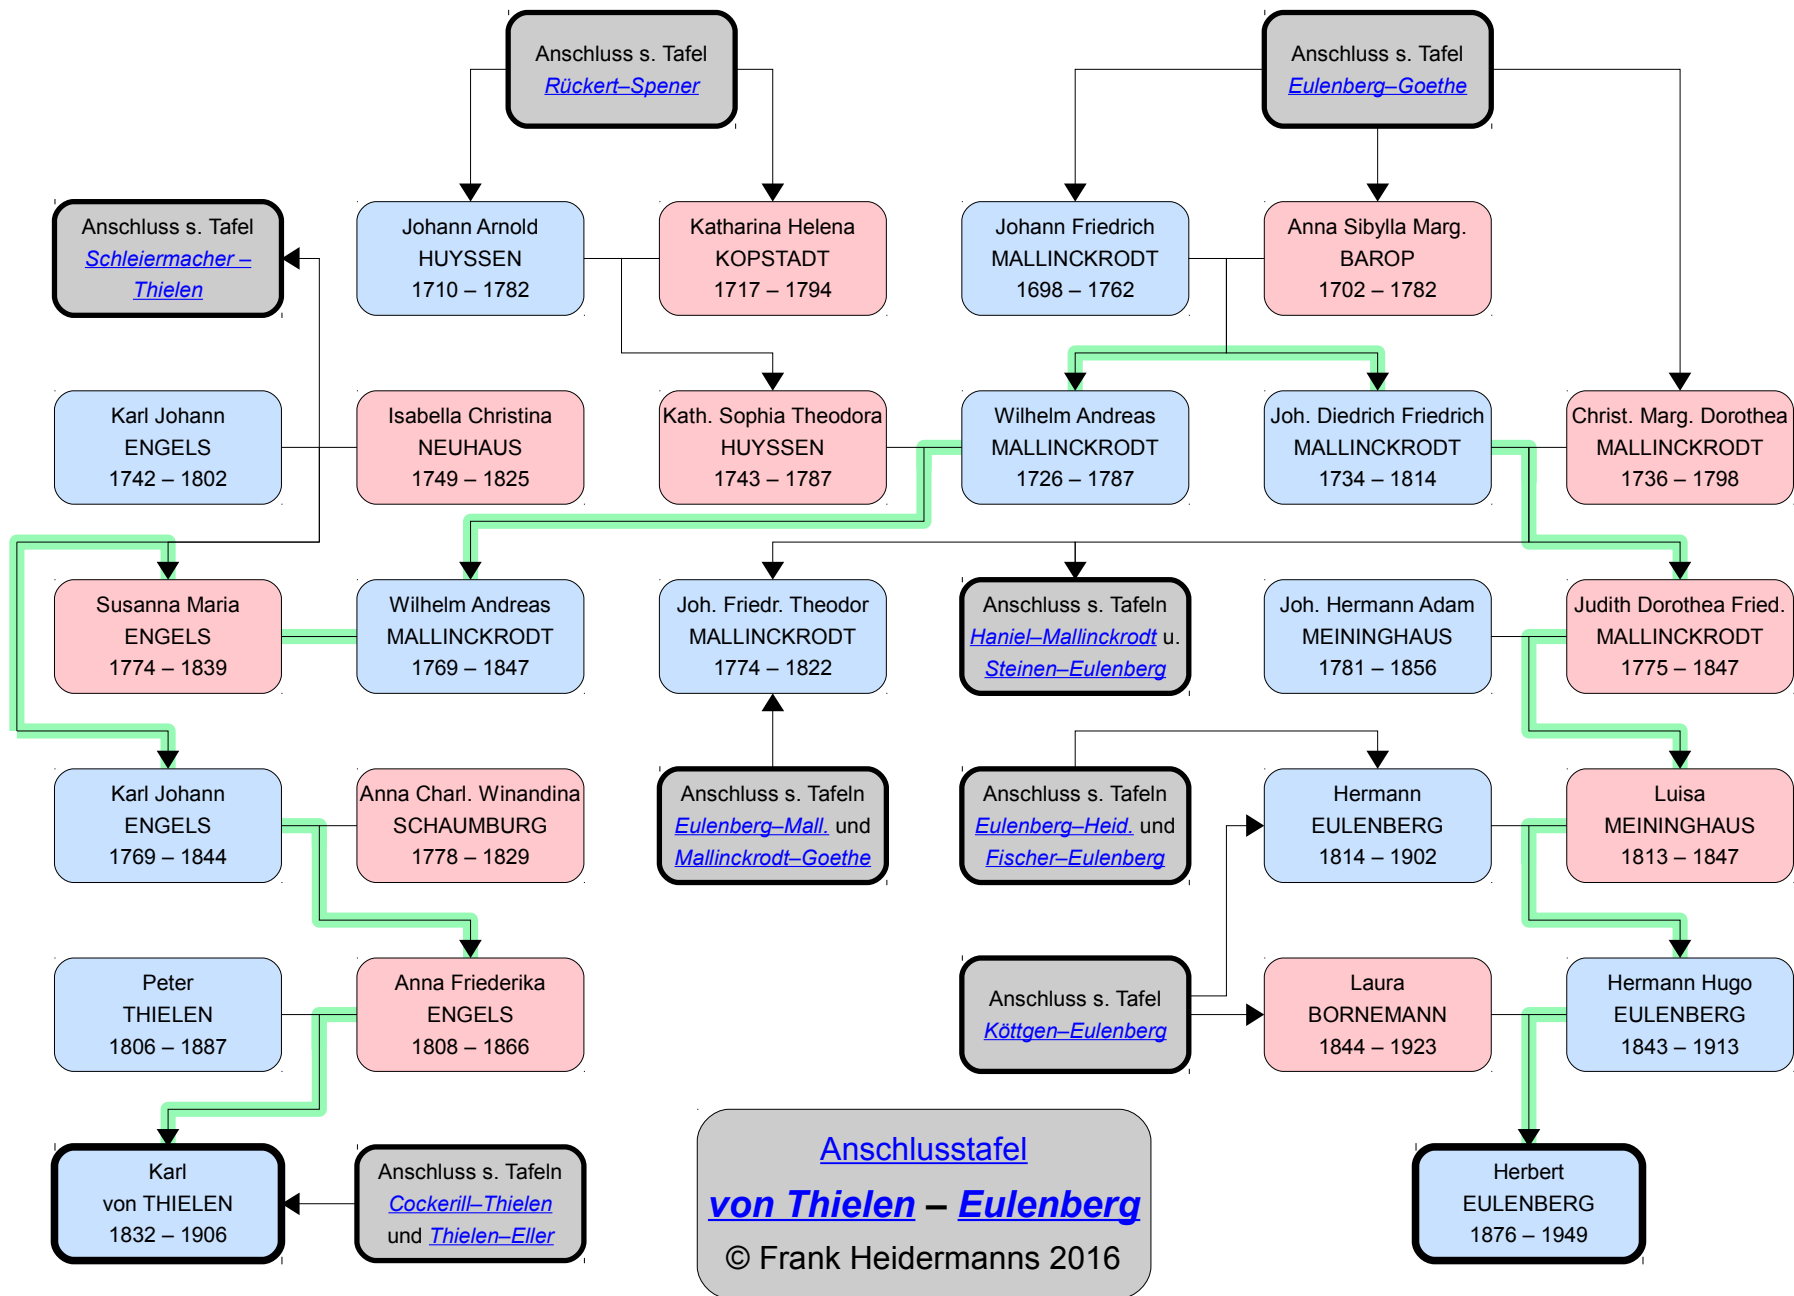 Anschluss s. Tafel
Rückert–Spener
Anschluss s. Tafel
Eulenberg–Goethe
Anschluss s. Tafel
Schleiermacher –
Thielen
Johann Arnold
HUYSSEN
1710 – 1782
Katharina Helena
KOPSTADT
1717 – 1794
Johann Friedrich
MALLINCKRODT
1698 – 1762
Anna Sibylla Marg.
BAROP
1702 – 1782
Karl Johann
ENGELS
1742 – 1802
Isabella Christina
NEUHAUS
1749 – 1825
Kath. Sophia Theodora
HUYSSEN
1743 – 1787
Wilhelm Andreas
MALLINCKRODT
1726 – 1787
Joh. Diedrich Friedrich
MALLINCKRODT
1734 – 1814
Christ. Marg. Dorothea
MALLINCKRODT
1736 – 1798
Susanna Maria
ENGELS
1774 – 1839
Wilhelm Andreas
MALLINCKRODT
1769 – 1847
Joh. Friedr. Theodor
MALLINCKRODT
1774 – 1822
Anschluss s. Tafeln
Haniel–Mallinckrodt u.
Steinen–Eulenberg
Joh. Hermann Adam
MEININGHAUS
1781 – 1856
Judith Dorothea Fried.
MALLINCKRODT
1775 – 1847
Karl Johann
ENGELS
1769 – 1844
Anna Charl. Winandina
SCHAUMBURG
1778 – 1829
Anschluss s. Tafeln
Eulenberg–Mall. und
Mallinckrodt–Goethe
Anschluss s. Tafeln
Eulenberg–Heid. und
Fischer–Eulenberg
Hermann
EULENBERG
1814 – 1902
Luisa
MEININGHAUS
1813 – 1847
Peter
THIELEN
1806 – 1887
Anna Friederika
ENGELS
1808 – 1866
Anschluss s. Tafel
Köttgen–Eulenberg
Laura
BORNEMANN
1844 – 1923
Hermann Hugo
EULENBERG
1843 – 1913
Karl
von THIELEN
1832 – 1906
Anschluss s. Tafeln
Cockerill–Thielen
und Thielen–Eller
Anschlusstafel
von Thielen – Eulenberg
© Frank Heidermanns 2016
Herbert
EULENBERG
1876 – 1949